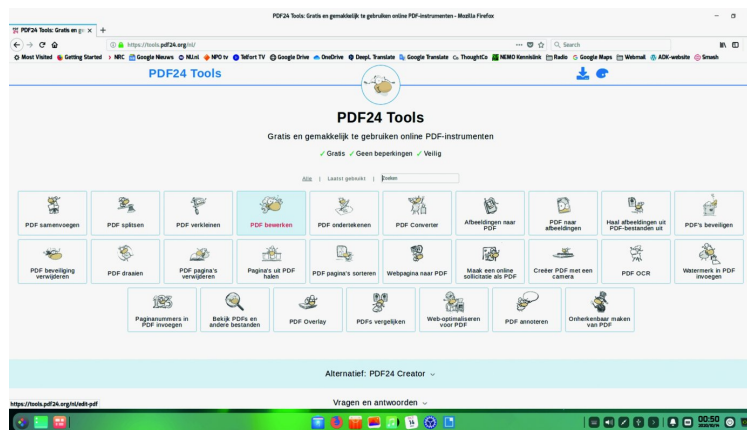 PDF24 Tools: Gratis en gemakkelijk te gebruiken online PDF-instrumenten - Mozilla Firefox
PDF24 Tools: Gratis en ge
https://tools.pdf24.org/nl/
Search
Most Visited Getting Started NRC Google Nieuws NU.nl NPO tv Telfort TV Google Drive OneDrive DeepL Translate Google Translate ThoughtCo NEMO Kennislink Radio Google Maps Webmail ADK-website Smash
PDF24 Tools
PDF24 Tools
Gratis en gemakkelijk te gebruiken online PDF-instrumenten
✓ Gratis ✓ Geen beperkingen ✓ Veilig
Alle | Laatst gebruikt | Zoeken
PDF samenvoegen
PDF splitsen
PDF verkleinen
PDF bewerken
PDF ondertekenen
PDF Converter
Afbeeldingen naar
PDF
PDF naar
afbeeldingen
Haal afbeeldingen uit
PDF-bestanden uit
PDF's beveiligen
PDF beveiliging
verwijderen
PDF draaien
PDF pagina's
verwijderen
Pagina's uit PDF
halen
PDF pagina's sorteren
Webpagina naar PDF
Maak een online
sollicitatie als PDF
Creëer PDF met een
camera
PDF OCR
Watermerk in PDF
invoegen
Paginanummers in
PDF invoegen
Bekijk PDFs en
andere bestanden
PDF Overlay
PDFs vergelijken
Web-optimaliseren
voor PDF
PDF annoteren
Onherkenbaar maken
van PDF
Alternatief: PDF24 Creator
https://tools.pdf24.org/nl/edit-pdf
Vragen en antwoorden
00:50